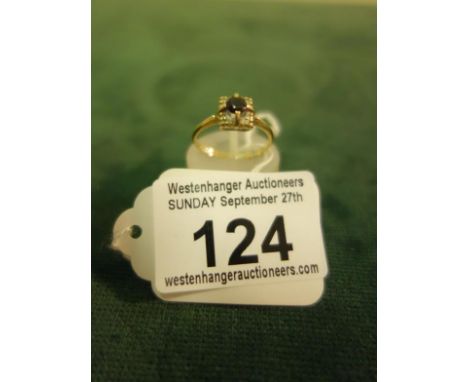 Westenhanger Auctioneers
SUNDAY September 27th
124
westenhangerauctioneers.com